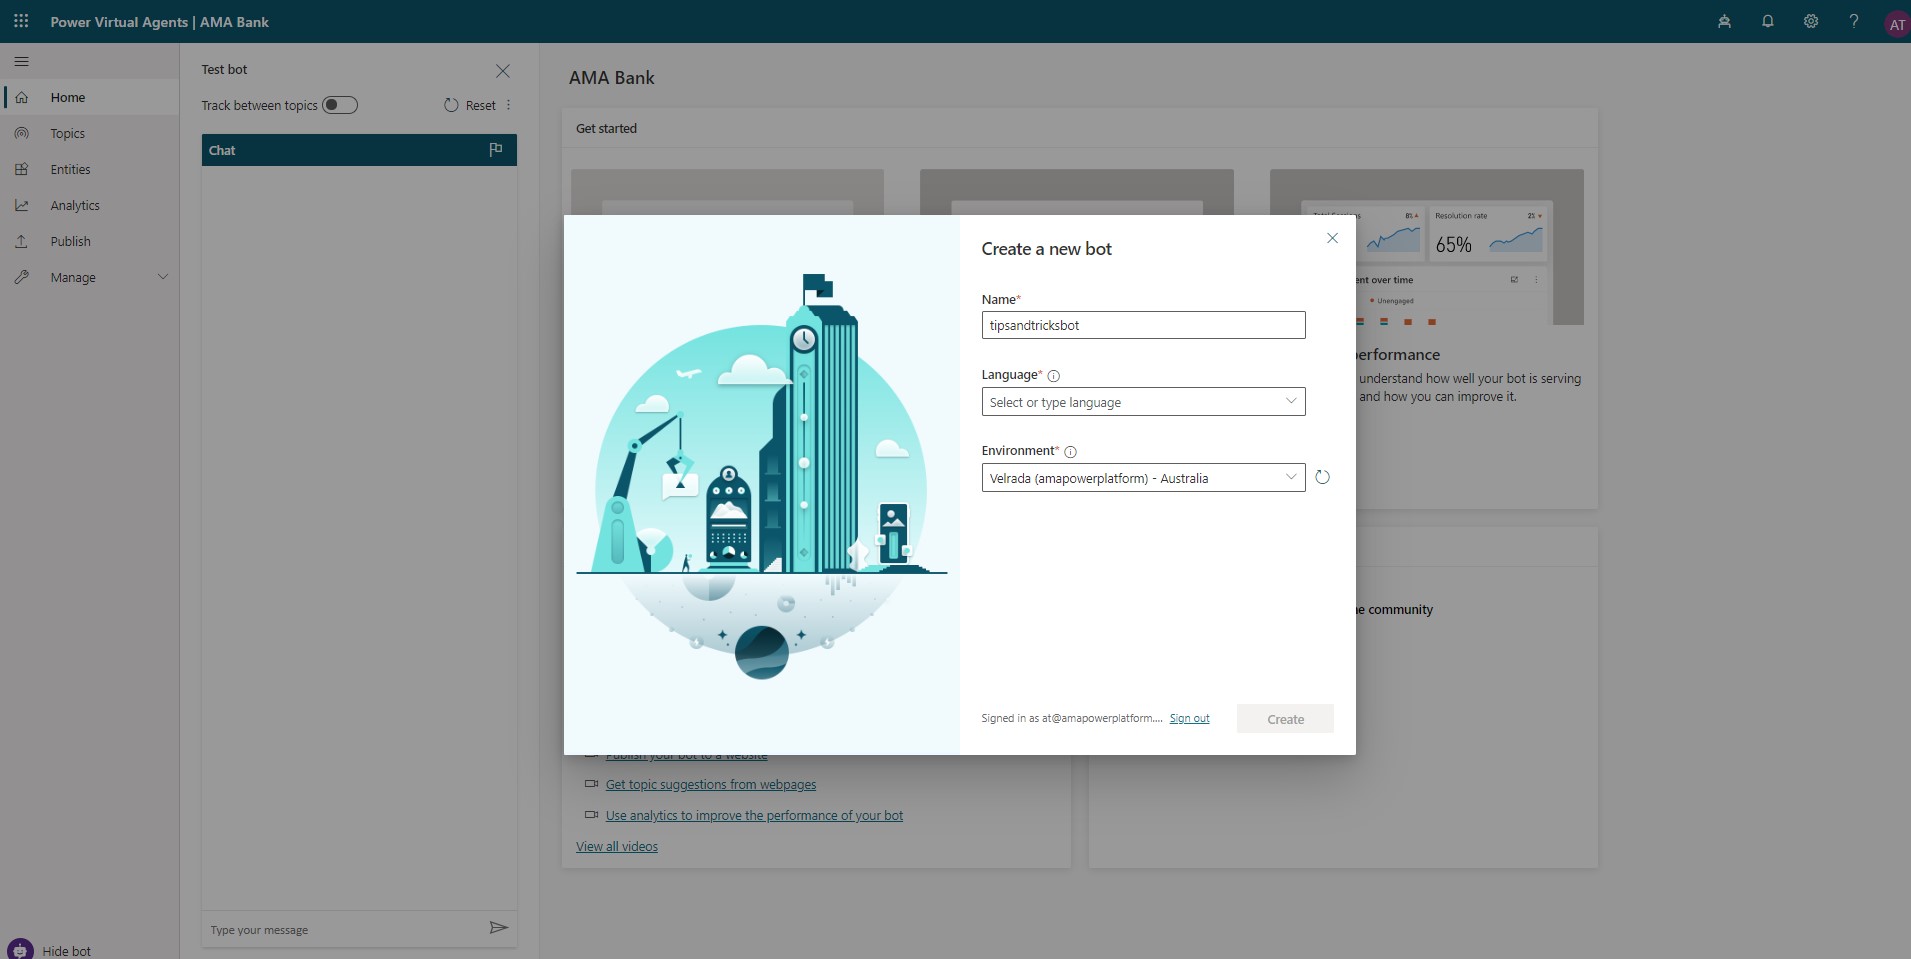 Power Virtual Agents | AMA Bank
?
AT
Home
Topics
Entities
Analytics
Publish
Manage
Hide bot
Test bot
Track between topics
Reset
Chat
Type your message
AMA Bank
Get started
8%
Resolution rate
2%
65%
ent over time
Unengaged
erformance
understand how well your bot is serving
and how you can improve it.
Create a new bot
Name*
tipsandtricksbot
Language*
Select or type language
Environment*
Velrada (amapowerplatform) - Australia
Signed in as at@amapowerplatform....
Sign out
Create
e community
Publish your bot to a website
Get topic suggestions from webpages
Use analytics to improve the performance of your bot
View all videos